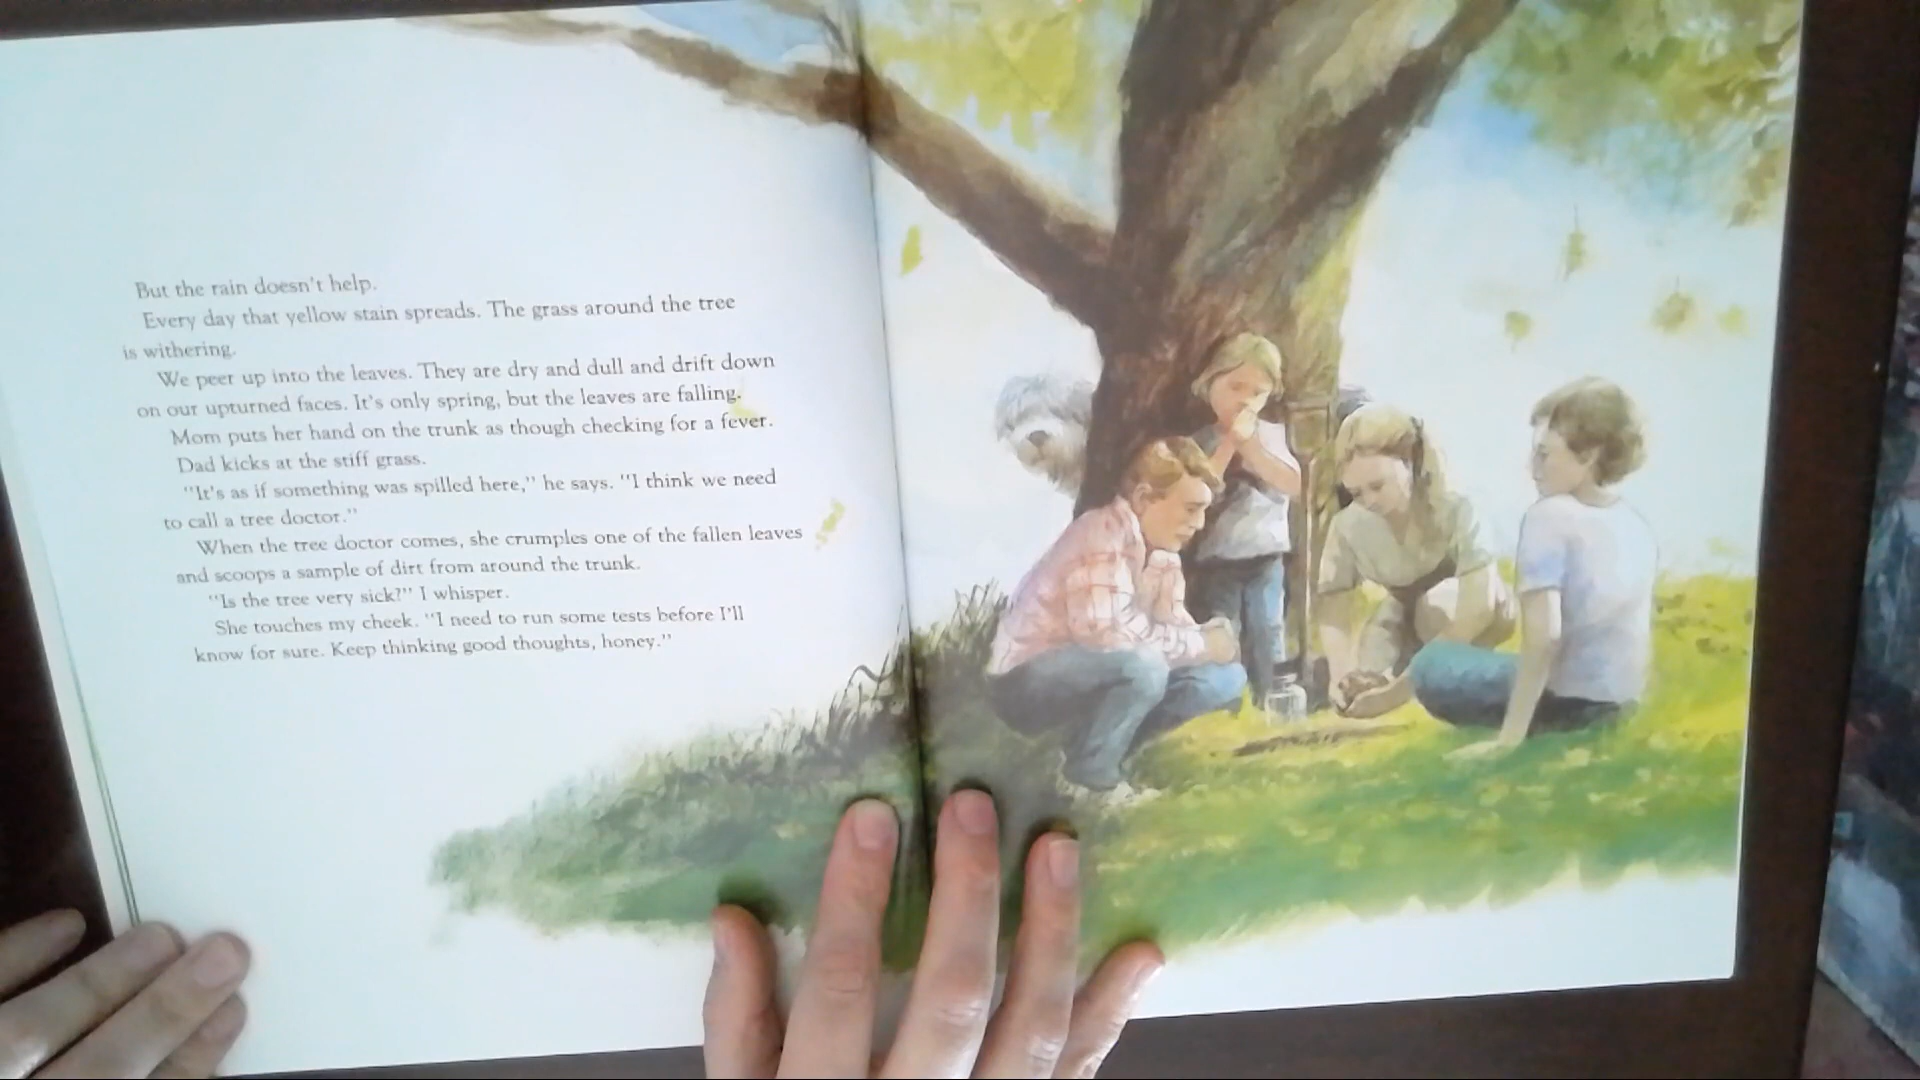 But the rain doesn't help.
Every day that yellow stain spreads. The grass around the tree
is withering.
We peer up into the leaves. They are dry and dull and drift down
on our upturned faces. It's only spring, but the leaves are falling.
Mom puts her hand on the trunk as though checking for a fever.
Dad kicks at the stiff grass.
"It's as if something was spilled here," he says. "I think we need
to call a tree doctor."
When the tree doctor comes, she crumples one of the fallen leaves
and scoops a sample of dirt from around the trunk.
"Is the tree very sick?" I whisper.
She touches my cheek. "I need to run some tests before I'll
know for sure. Keep thinking good thoughts, honey."